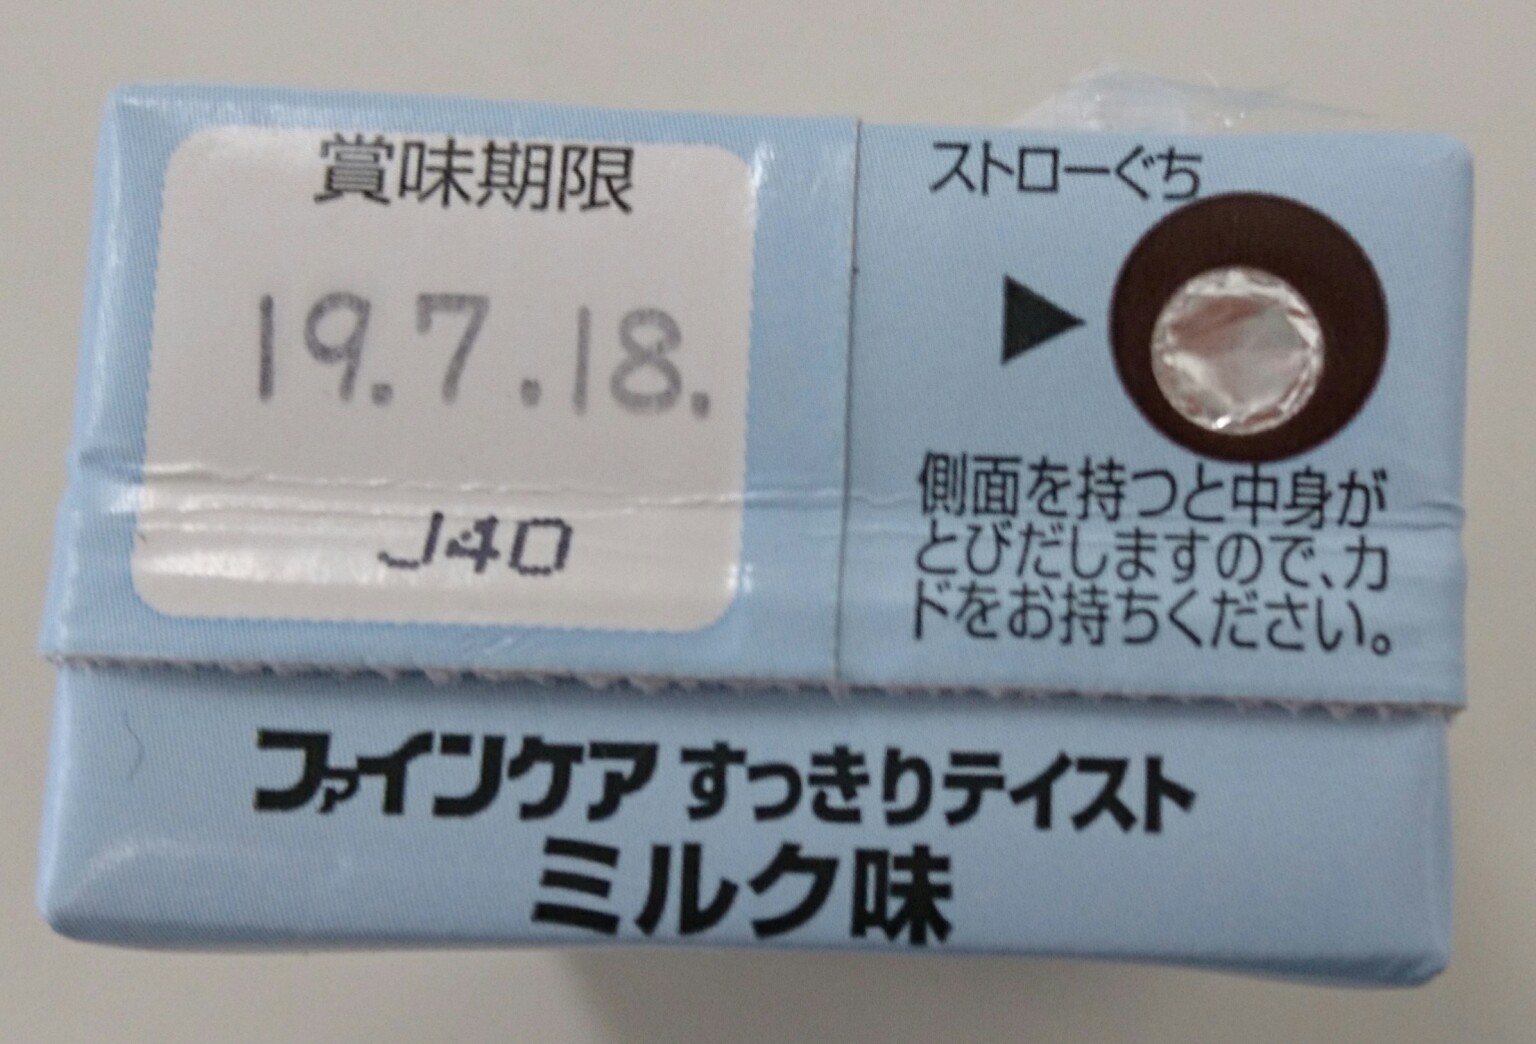 賞味期限
19.7.18.
J40
ストローぐち
側面を持つと中身が
とびだしますので、カ
ドをお持ちください。
ファインケア すっきりテイスト
ミルク味